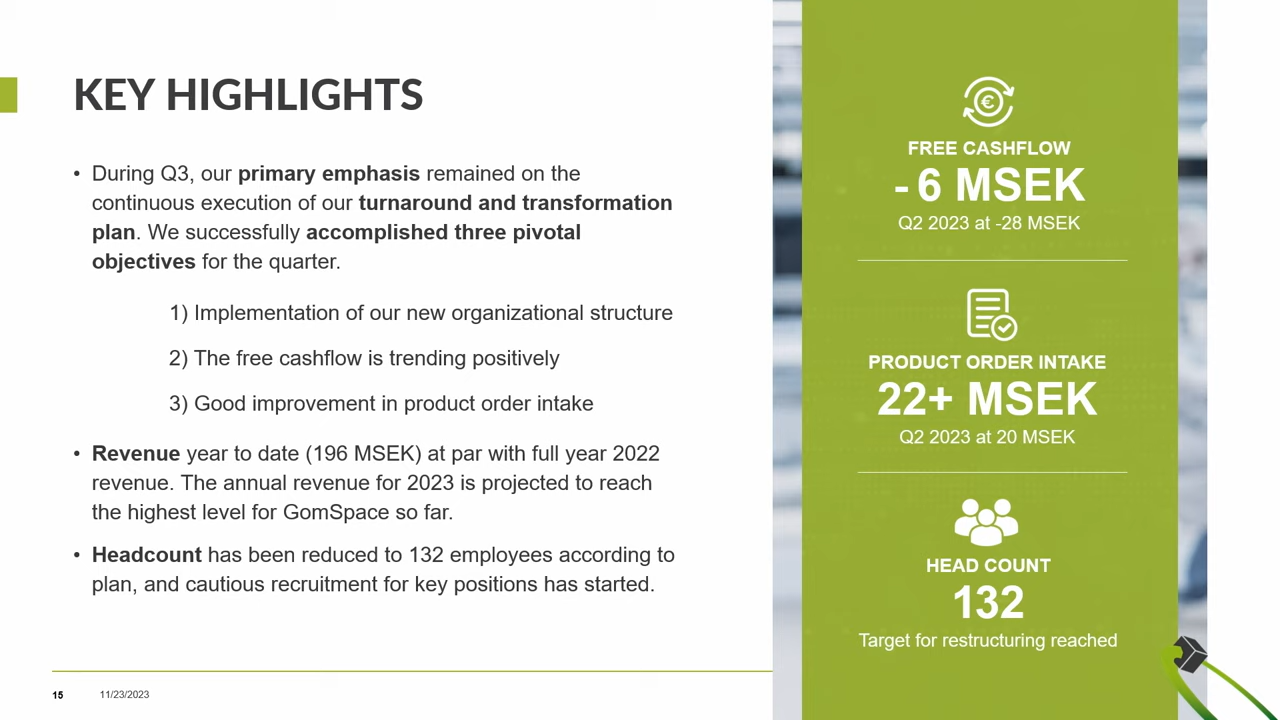 KEY HIGHLIGHTS
• During Q3, our primary emphasis remained on the
continuous execution of our turnaround and transformation
plan. We successfully accomplished three pivotal
objectives for the quarter.
1) Implementation of our new organizational structure
2) The free cashflow is trending positively
3) Good improvement in product order intake
• Revenue year to date (196 MSEK) at par with full year 2022
revenue. The annual revenue for 2023 is projected to reach
the highest level for GomSpace so far.
• Headcount has been reduced to 132 employees according to
plan, and cautious recruitment for key positions has started.
15 11/23/2023
€
FREE CASHFLOW
- 6 MSEK
Q2 2023 at -28 MSEK
PRODUCT ORDER INTAKE
22+ MSEK
Q2 2023 at 20 MSEK
HEAD COUNT
132
Target for restructuring reached